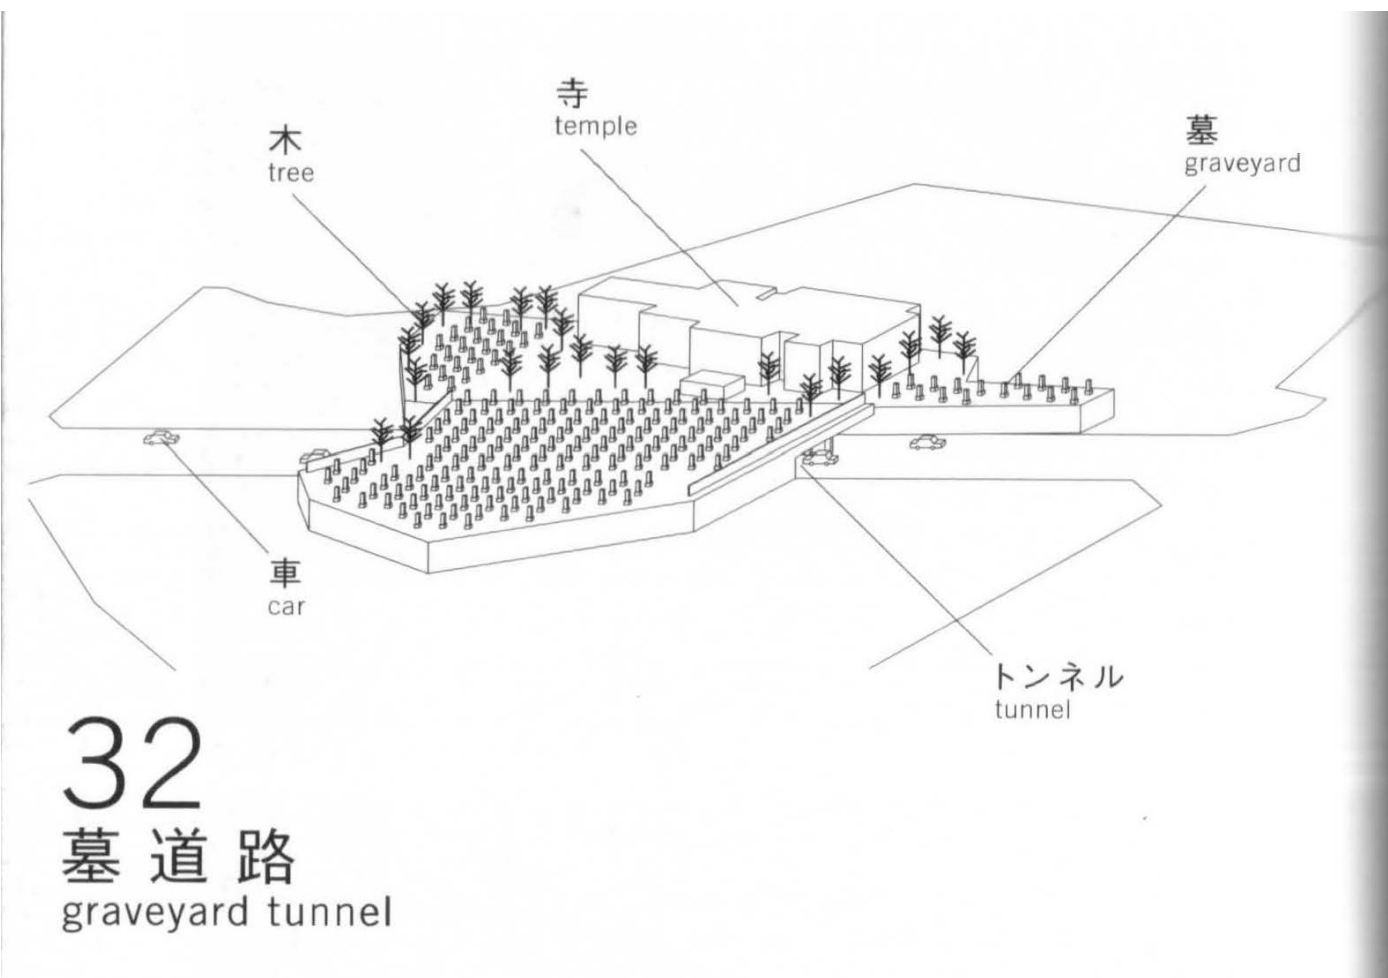 寺
temple
木
tree
墓
graveyard
車
car
トンネル
tunnel
32
墓道路
graveyard tunnel